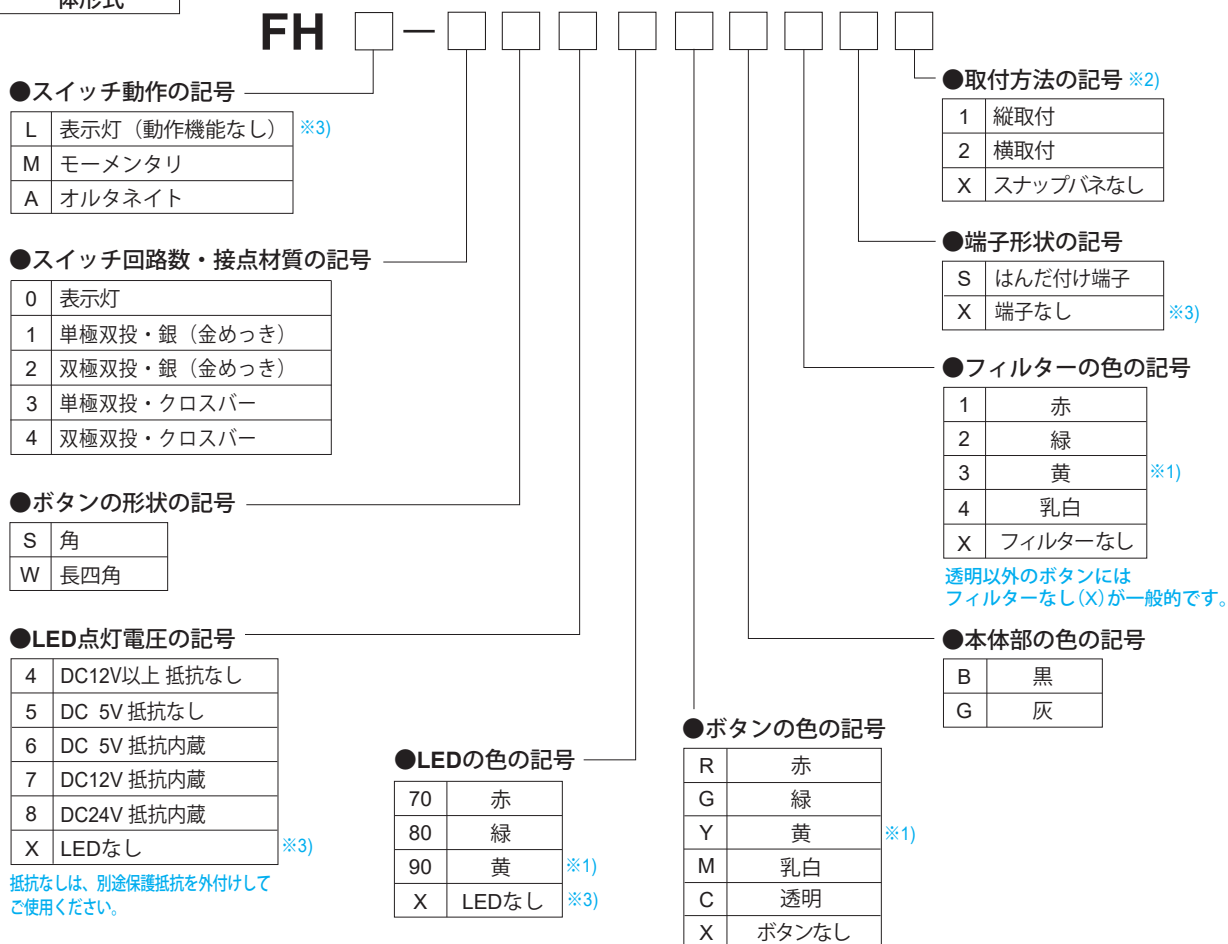 体形式
FH □－□□□□□□□□□
●スイッチ動作の記号
L 表示灯（動作機能なし） ※3)
M モーメンタリ
A オルタネイト
●スイッチ回路数・接点材質の記号
0 表示灯
1 単極双投・銀（金めっき）
2 双極双投・銀（金めっき）
3 単極双投・クロスバー
4 双極双投・クロスバー
●ボタンの形状の記号
S 角
W 長四角
●LED点灯電圧の記号
4 DC12V以上 抵抗なし
5 DC 5V 抵抗なし
6 DC 5V 抵抗内蔵
7 DC12V 抵抗内蔵
8 DC24V 抵抗内蔵
X LEDなし ※3)
抵抗なしは、別途保護抵抗を外付けして
ご使用ください。
●LEDの色の記号
70 赤
80 緑
90 黄 ※1)
X LEDなし ※3)
●ボタンの色の記号
R 赤
G 緑
Y 黄 ※1)
M 乳白
C 透明
X ボタンなし
●取付方法の記号 ※2)
1 縦取付
2 横取付
X スナップバネなし
●端子形状の記号
S はんだ付け端子
X 端子なし ※3)
●フィルターの色の記号
1 赤
2 緑
3 黄 ※1)
4 乳白
X フィルターなし
透明以外のボタンには
フィルターなし(X)が一般的です。
●本体部の色の記号
B 黒
G 灰